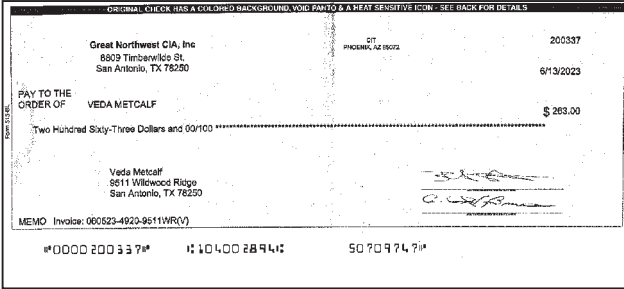 ORIGINAL CHECK HAS A COLORED BACKGROUND, VOID PANTO & A HEAT SENSITIVE ICON - SEE BACK FOR DETAILS
Great Northwest CIA, Inc
6809 Timberwilde St.
San Antonio, TX 78250
CIT
PHOENIX, AZ 85072
200337
6/13/2023
PAY TO THE
ORDER OF VEDA METCALF
$ 263.00
Two Hundred Sixty-Three Dollars and 00/100
Veda Metcalf
9511 Wildwood Ridge
San Antonio, TX 78250
MEMO Invoice: 060523-4920-9511WR(V)
⑈0000200337⑈ ⑆104002894⑆ 50709747⑈